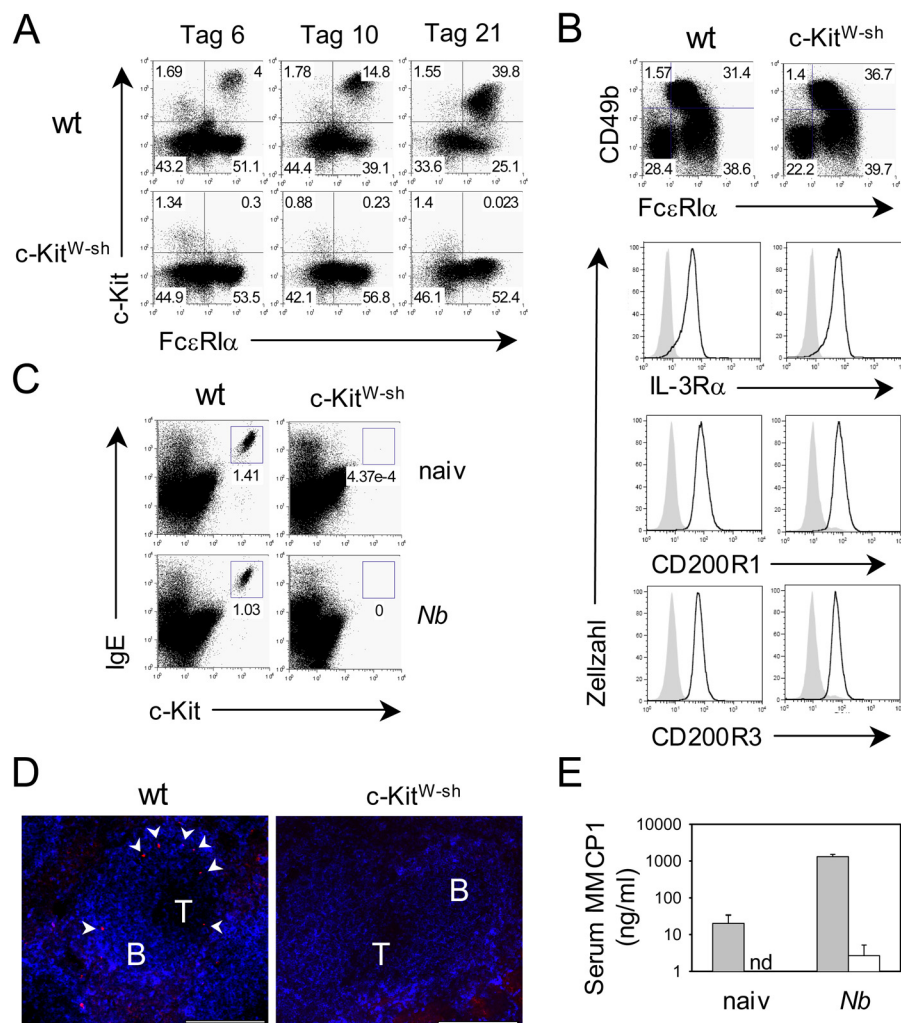 A
Tag 6 Tag 10 Tag 21
1.69 4 1.78 14.8 1.55 39.8
wt
43.2 51.1 44.4 39.1 33.6 25.1
1.34 0.3 0.88 0.23 1.4 0.023
c-Kit^W-sh
44.9 53.5 42.1 56.8 46.1 52.4
c-Kit
FcεRIα
B
wt c-Kit^W-sh
1.57 31.4 1.4 36.7
CD49b
28.4 38.6 22.2 39.7
FcεRIα
IL-3Rα
CD200R1
CD200R3
Zellzahl
C
wt c-Kit^W-sh
1.41 4.37e-4
naiv
1.03 0
Nb
IgE
c-Kit
D
wt c-Kit^W-sh
T B
B T
E
10000
1000
100
10
1
Serum MMCP1
(ng/ml)
nd
naiv Nb